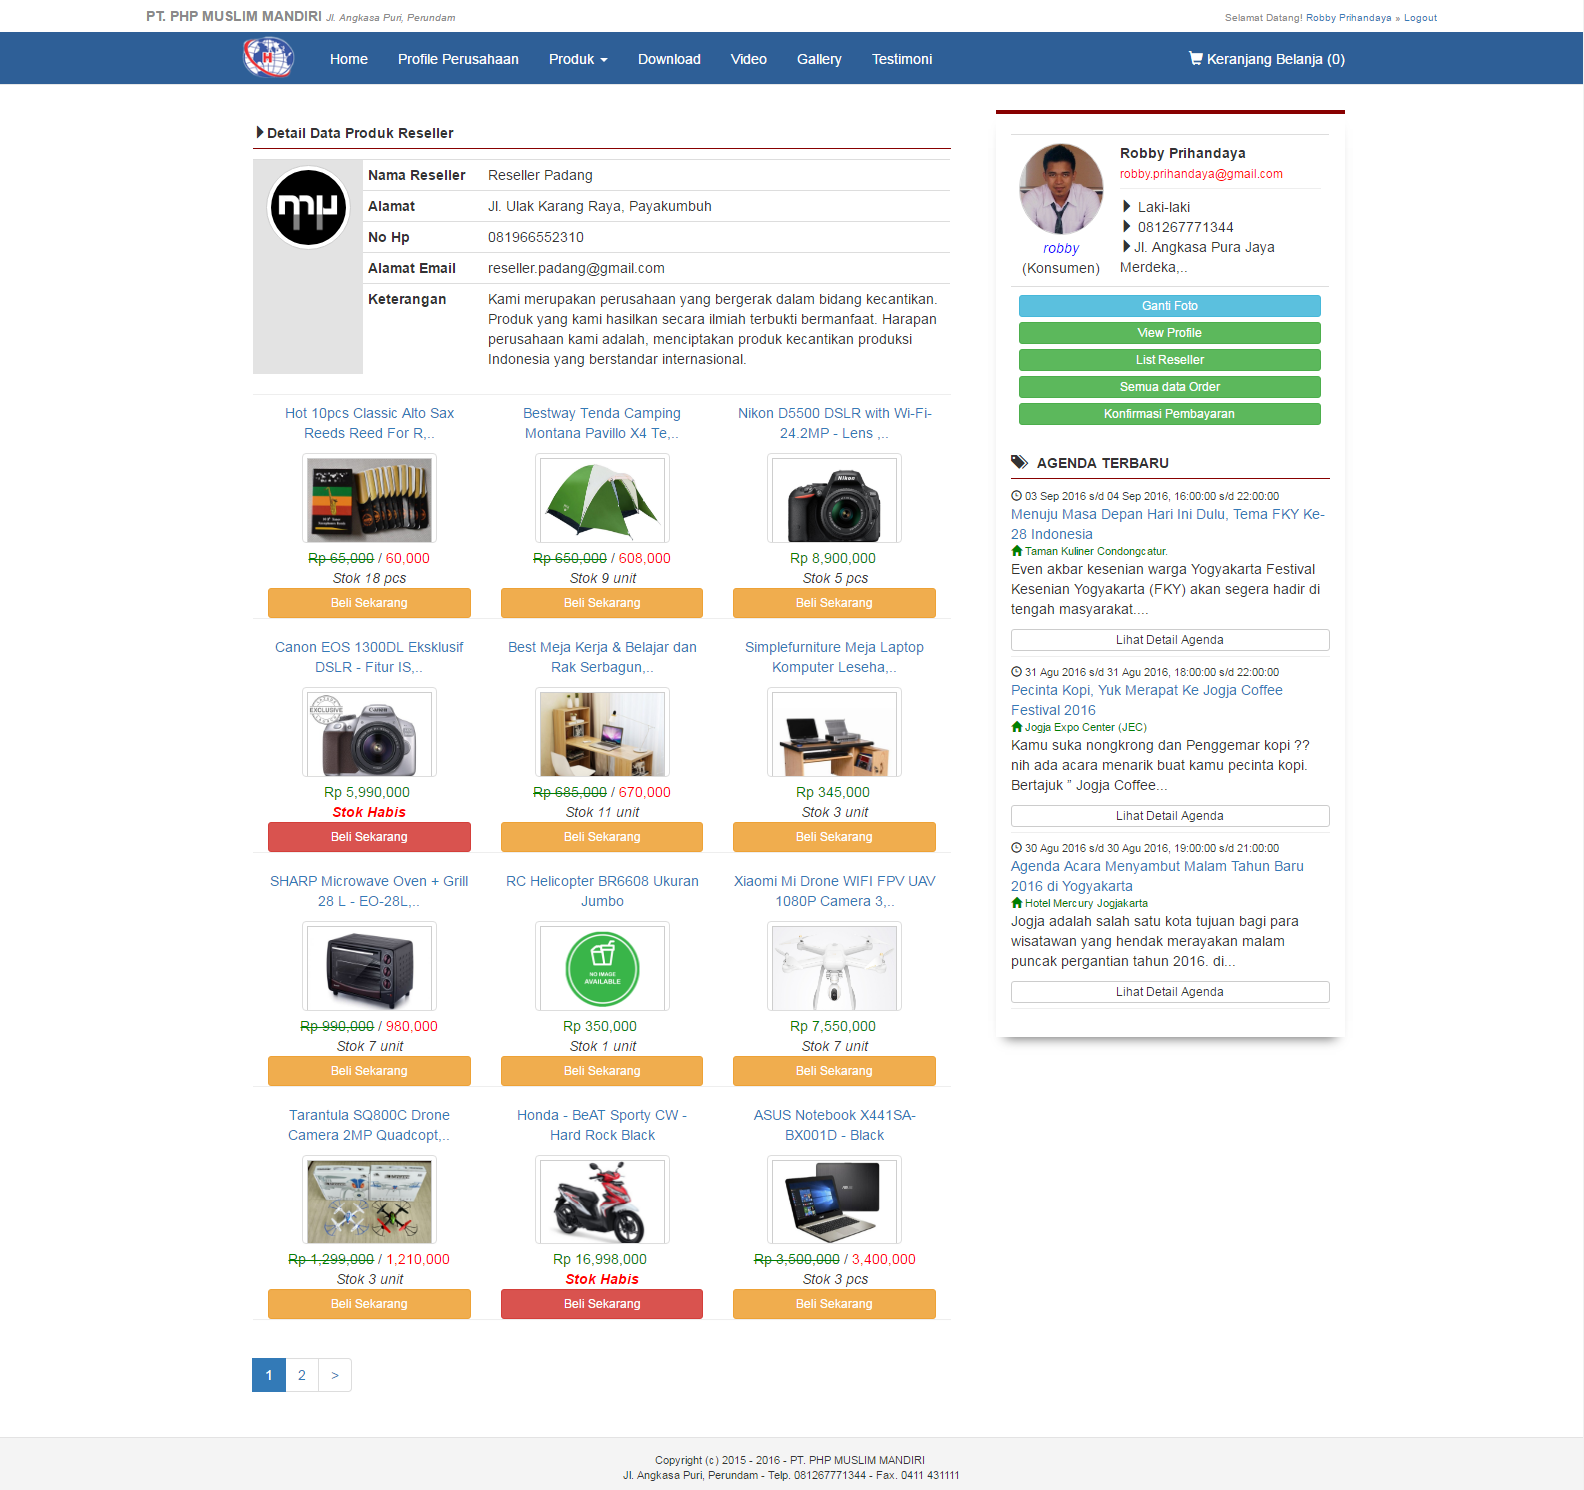 PT. PHP MUSLIM MANDIRI Jl. Angkasa Puri, Perundam
Selamat Datang! Robby Prihandaya » Logout
H
Home Profile Perusahaan Produk Download Video Gallery Testimoni
Keranjang Belanja (0)
Detail Data Produk Reseller
Nama Reseller Reseller Padang
Alamat Jl. Ulak Karang Raya, Payakumbuh
No Hp 081966552310
Alamat Email reseller.padang@gmail.com
Keterangan Kami merupakan perusahaan yang bergerak dalam bidang kecantikan.
Produk yang kami hasilkan secara ilmiah terbukti bermanfaat. Harapan
perusahaan kami adalah, menciptakan produk kecantikan produksi
Indonesia yang berstandar internasional.
Hot 10pcs Classic Alto Sax
Reeds Reed For R,..
Rp 65,000 / 60,000
Stok 18 pcs
Beli Sekarang
Bestway Tenda Camping
Montana Pavillo X4 Te,..
Rp 650,000 / 608,000
Stok 9 unit
Beli Sekarang
Nikon D5500 DSLR with Wi-Fi-
24.2MP - Lens ,..
Nikon
Rp 8,900,000
Stok 5 pcs
Beli Sekarang
Canon EOS 1300DL Eksklusif
DSLR - Fitur IS,..
EXCLUSIVE
Canon
Rp 5,990,000
Stok Habis
Beli Sekarang
Best Meja Kerja & Belajar dan
Rak Serbagun,..
Rp 685,000 / 670,000
Stok 11 unit
Beli Sekarang
Simplefurniture Meja Laptop
Komputer Leseha,..
Rp 345,000
Stok 3 unit
Beli Sekarang
SHARP Microwave Oven + Grill
28 L - EO-28L,..
Rp 990,000 / 980,000
Stok 7 unit
Beli Sekarang
RC Helicopter BR6608 Ukuran
Jumbo
NO IMAGE
AVAILABLE
Rp 350,000
Stok 1 unit
Beli Sekarang
Xiaomi Mi Drone WIFI FPV UAV
1080P Camera 3,..
Rp 7,550,000
Stok 7 unit
Beli Sekarang
Tarantula SQ800C Drone
Camera 2MP Quadcopt,..
Rp 1,299,000 / 1,210,000
Stok 3 unit
Beli Sekarang
Honda - BeAT Sporty CW -
Hard Rock Black
Rp 16,998,000
Stok Habis
Beli Sekarang
ASUS Notebook X441SA-
BX001D - Black
Rp 3,500,000 / 3,400,000
Stok 3 pcs
Beli Sekarang
1 2 >
Robby Prihandaya
robby.prihandaya@gmail.com
Laki-laki
081267771344
Jl. Angkasa Pura Jaya
Merdeka,..
robby
(Konsumen)
Ganti Foto
View Profile
List Reseller
Semua data Order
Konfirmasi Pembayaran
AGENDA TERBARU
03 Sep 2016 s/d 04 Sep 2016, 16:00:00 s/d 22:00:00
Menuju Masa Depan Hari Ini Dulu, Tema FKY Ke-
28 Indonesia
Taman Kuliner Condongcatur.
Even akbar kesenian warga Yogyakarta Festival
Kesenian Yogyakarta (FKY) akan segera hadir di
tengah masyarakat....
Lihat Detail Agenda
31 Agu 2016 s/d 31 Agu 2016, 18:00:00 s/d 22:00:00
Pecinta Kopi, Yuk Merapat Ke Jogja Coffee
Festival 2016
Jogja Expo Center (JEC)
Kamu suka nongkrong dan Penggemar kopi ??
nih ada acara menarik buat kamu pecinta kopi.
Bertajuk ” Jogja Coffee...
Lihat Detail Agenda
30 Agu 2016 s/d 30 Agu 2016, 19:00:00 s/d 21:00:00
Agenda Acara Menyambut Malam Tahun Baru
2016 di Yogyakarta
Hotel Mercury Jogjakarta
Jogja adalah salah satu kota tujuan bagi para
wisatawan yang hendak merayakan malam
puncak pergantian tahun 2016. di...
Lihat Detail Agenda
Copyright (c) 2015 - 2016 - PT. PHP MUSLIM MANDIRI
Jl. Angkasa Puri, Perundam - Telp. 081267771344 - Fax. 0411 431111